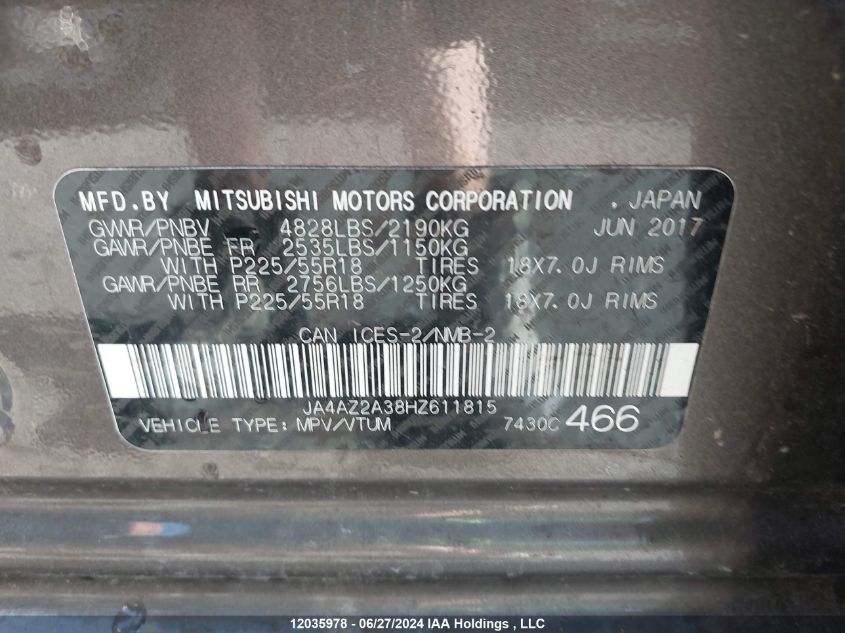 MFD.BY MITSUBISHI MOTORS CORPORATION .JAPAN
GVWR/PNBV 4828LBS/2190KG JUN 2017
GAWR/PNBE FR 2535LBS/1150KG
WITH P225/55R18 TIRES 18X7.0J RIMS
GAWR/PNBE RR 2756LBS/1250KG
WITH P225/55R18 TIRES 18X7.0J RIMS
CAN ICES-2/NMB-2
JA4AZ2A38HZ611815
VEHICLE TYPE: MPV/VTUM 7430C 466
12035978 - 06/27/2024 IAA Holdings , LLC